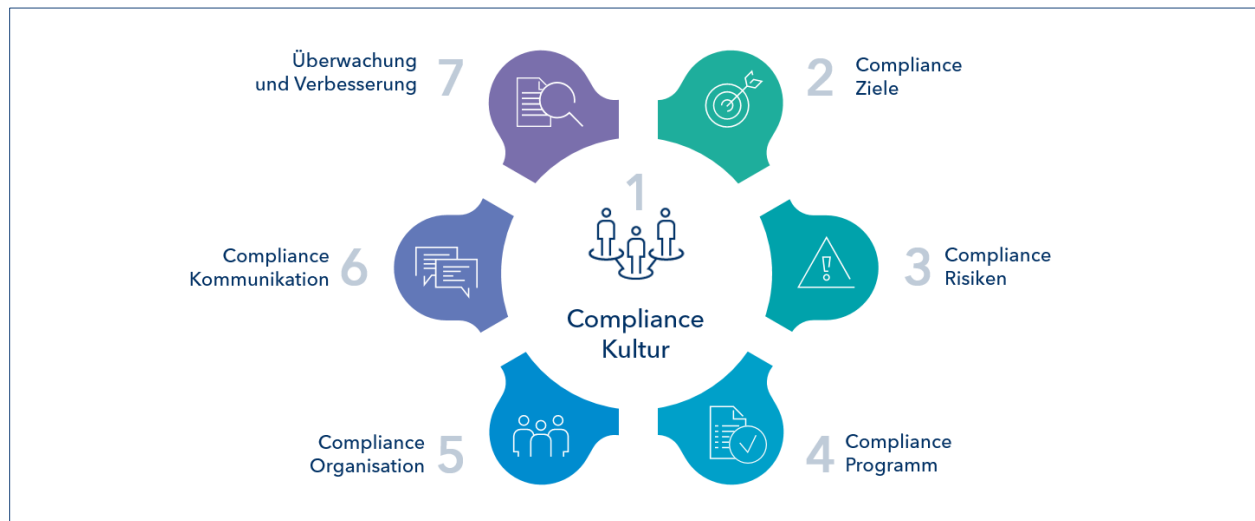 1
Compliance
Kultur
2
Compliance
Ziele
3
Compliance
Risiken
4
Compliance
Programm
5
Compliance
Organisation
6
Compliance
Kommunikation
7
Überwachung
und Verbesserung